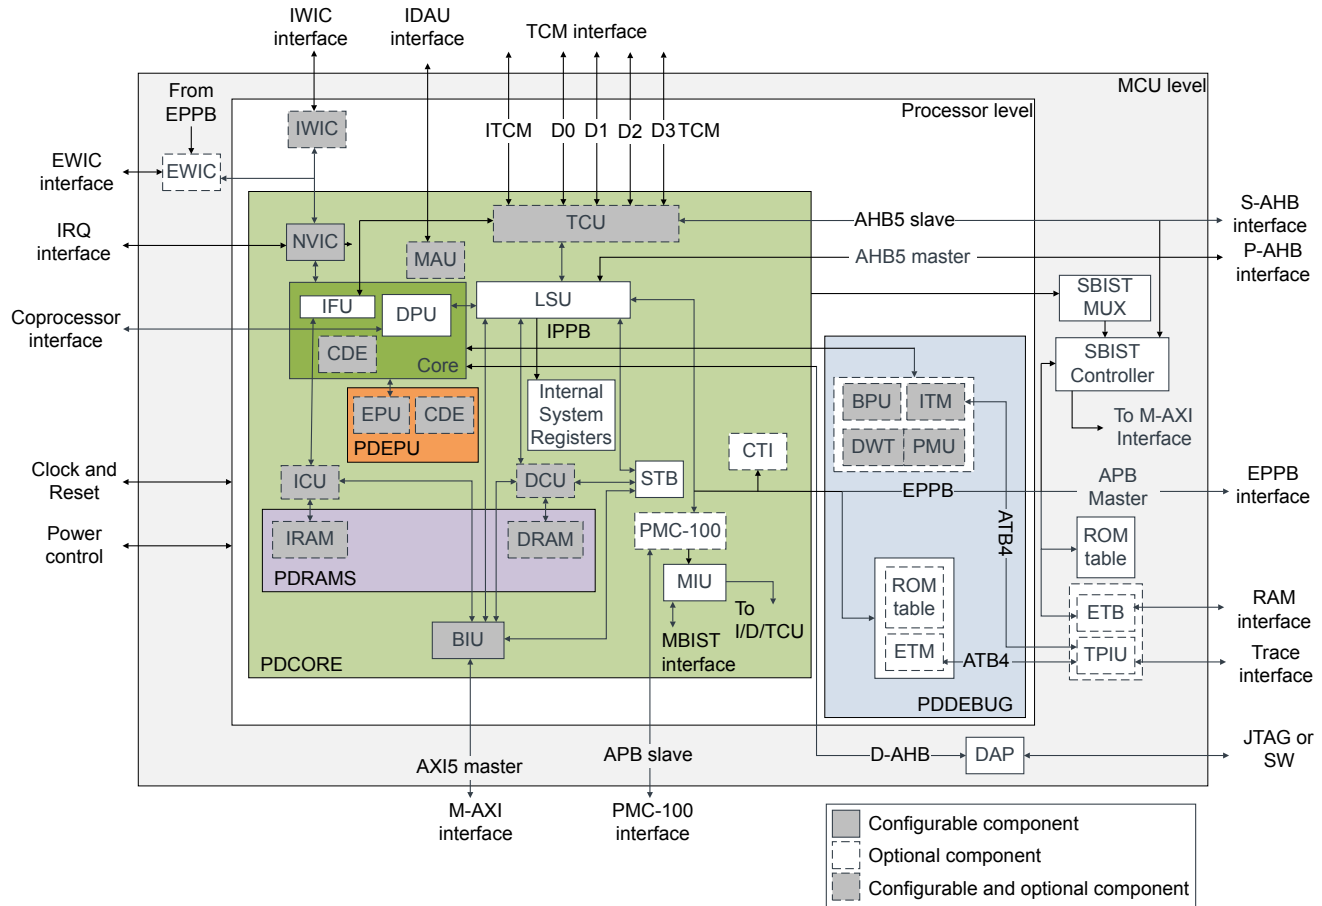 IWIC
interface
IDAU
interface
TCM interface
MCU level
From
EPPB
Processor level
IWIC
ITCM
D0
D1
D2
D3 TCM
EWIC
interface
EWIC
S-AHB
interface
TCU
AHB5 slave
IRQ
interface
NVIC
MAU
AHB5 master
P-AHB
interface
SBIST
MUX
IFU
DPU
LSU
IPPB
Coprocessor
interface
CDE
Core
SBIST
Controller
EPU
CDE
PDEPU
Internal
System
Registers
BPU
ITM
DWT
PMU
To M-AXI
Interface
CTI
Clock and
Reset
ICU
DCU
STB
EPPB
APB
Master
EPPB
interface
Power
control
IRAM
DRAM
PDRAMS
PMC-100
ATB4
ROM
table
MIU
ROM
table
To
I/D/TCU
ETB
RAM
interface
BIU
MBIST
interface
ETM
ATB4
TPIU
Trace
interface
PDCORE
PDDEBUG
AXI5 master
APB slave
D-AHB
DAP
JTAG or
SW
M-AXI
interface
PMC-100
interface
Configurable component
Optional component
Configurable and optional component